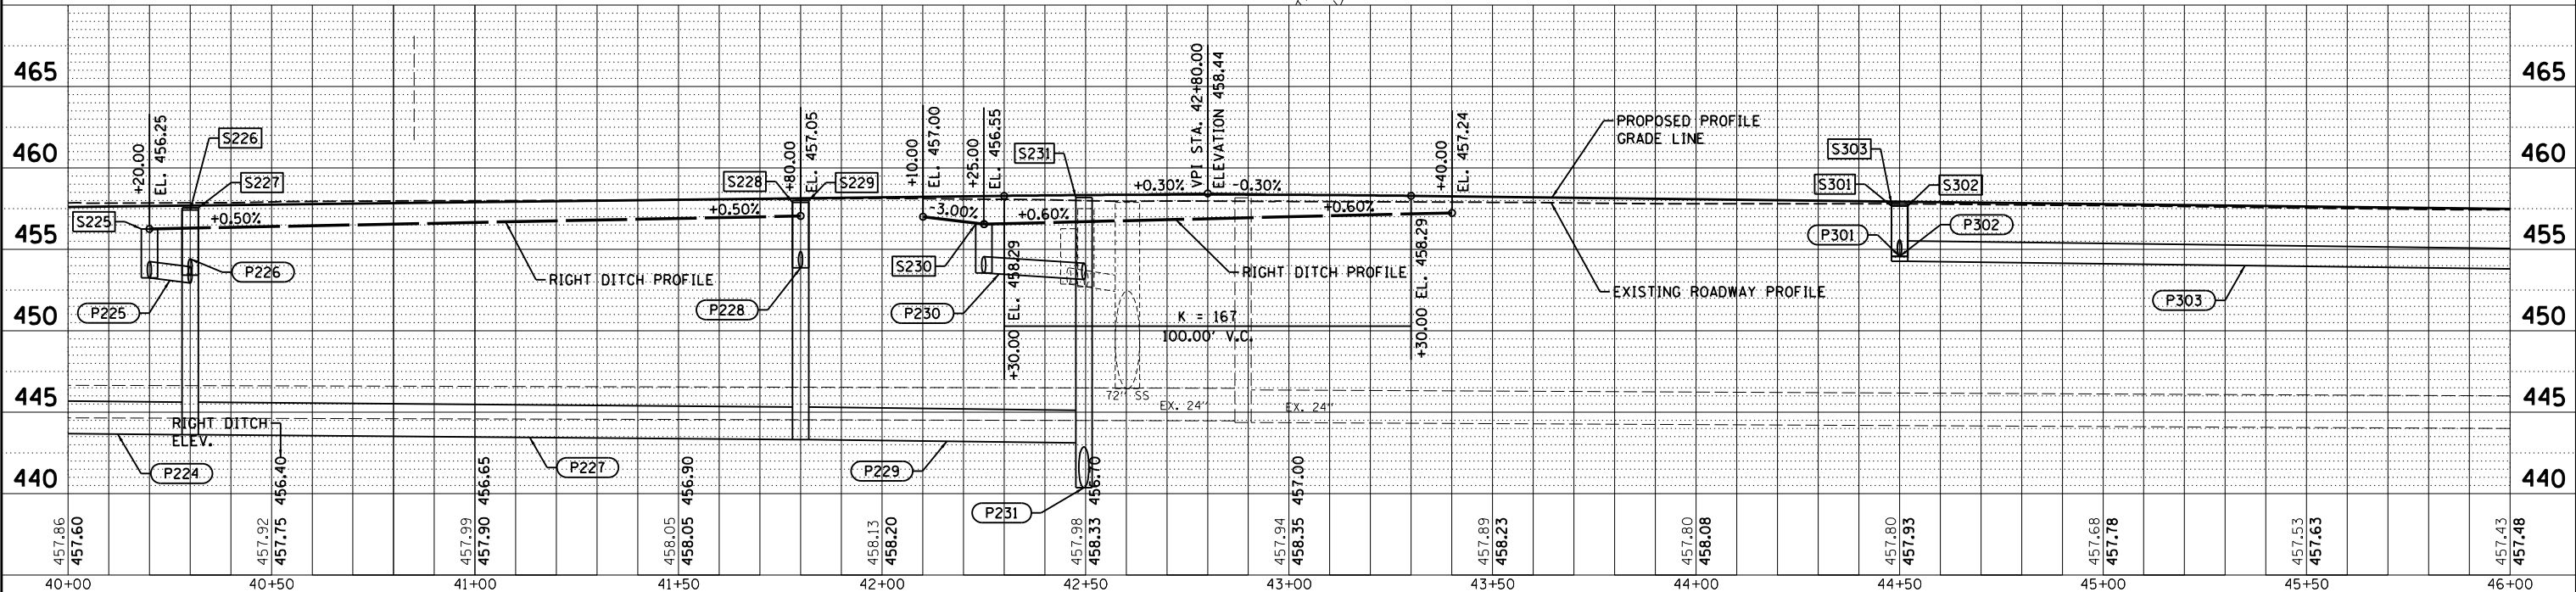 465
460
455
450
445
440
465
460
455
450
445
440
+20.00
EL. 456.25
S226
S227
S225
+0.50%
P226
P225
RIGHT DITCH PROFILE
+0.50%
S228
+80.00
EL. 457.05
S229
P228
+10.00
EL. 457.00
+25.00
EL. 456.55
-3.00%
+0.60%
S230
P230
S231
+30.00 EL. 458.29
+0.30%
VPI STA. 42+80.00
ELEVATION 458.44
-0.30%
+0.60%
RIGHT DITCH PROFILE
K = 167
100.00' V.C.
+30.00 EL. 458.29
+40.00
EL. 457.24
PROPOSED PROFILE
GRADE LINE
EXISTING ROADWAY PROFILE
S303
S301
S302
P301
P302
P303
72" SS
EX. 24"
EX. 24"
RIGHT DITCH
ELEV.
P224
P227
P229
P231
456.40
456.65
456.90
456.70
457.00
457.86
457.60
457.92
457.75
457.99
457.90
458.05
458.05
458.13
458.20
457.98
458.33
457.94
458.35
457.89
458.23
457.80
458.08
457.80
457.93
457.68
457.78
457.53
457.63
457.43
457.48
40+00
40+50
41+00
41+50
42+00
42+50
43+00
43+50
44+00
44+50
45+00
45+50
46+00